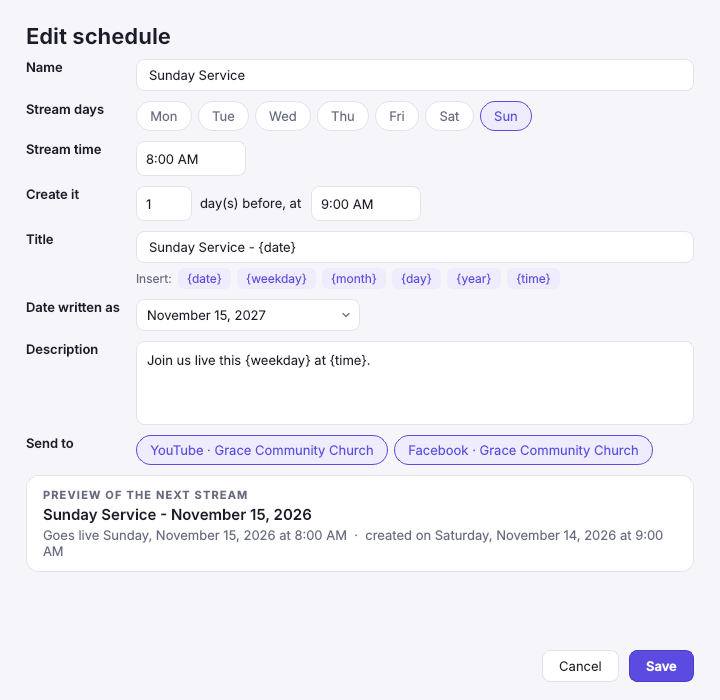 Edit schedule
Name
Sunday Service
Stream days
Mon Tue Wed Thu Fri Sat Sun
Stream time
8:00 AM
Create it
1 day(s) before, at 9:00 AM
Title
Sunday Service - {date}
Insert: {date} {weekday} {month} {day} {year} {time}
Date written as
November 15, 2027
Description
Join us live this {weekday} at {time}.
Send to
YouTube · Grace Community Church Facebook · Grace Community Church
PREVIEW OF THE NEXT STREAM
Sunday Service - November 15, 2026
Goes live Sunday, November 15, 2026 at 8:00 AM · created on Saturday, November 14, 2026 at 9:00
AM
Cancel Save